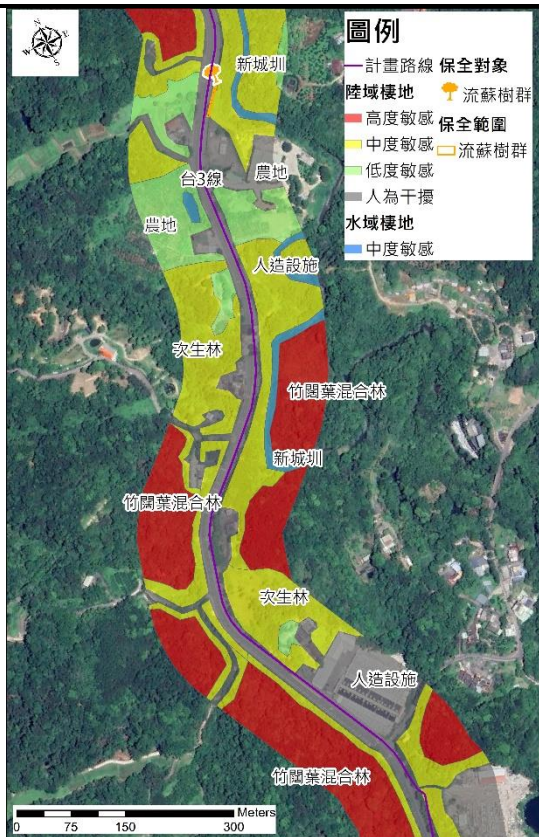 圖例
計畫路線
陸域棲地
高度敏感
中度敏感
低度敏感
人為干擾
水域棲地
中度敏感
保全對象
流蘇樹群
保全範圍
流蘇樹群
N
E
S
W
新城圳
農地
台3線
農地
人造設施
次生林
竹闊葉混合林
新城圳
竹闊葉混合林
次生林
人造設施
竹闊葉混合林
Meters
0 75 150 300